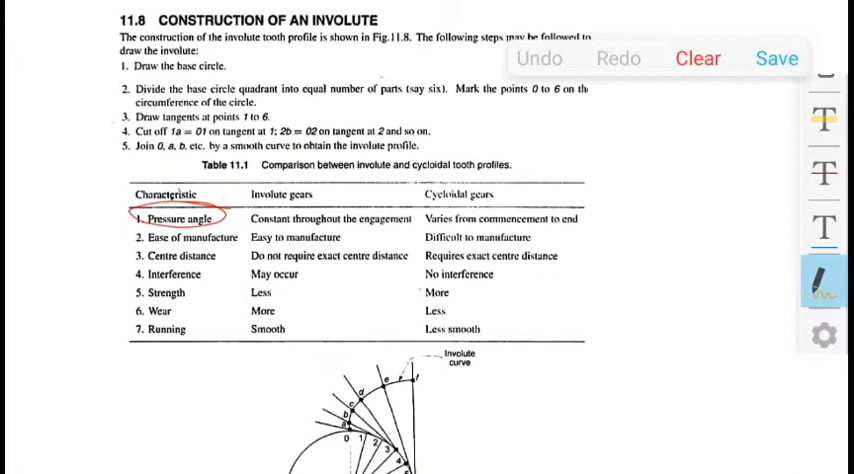 11.8 CONSTRUCTION OF AN INVOLUTE
The construction of the involute tooth profile is shown in Fig.11.8. The following steps may be followed to
draw the involute:
1. Draw the base circle.
2. Divide the base circle quadrant into equal number of parts (say six). Mark the points 0 to 6 on th
circumference of the circle.
3. Draw tangents at points 1 to 6.
4. Cut off 1a = 01 on tangent at 1; 2b = 02 on tangent at 2 and so on.
5. Join 0, a, b, etc. by a smooth curve to obtain the involute profile.
Undo Redo Clear Save
Table 11.1 Comparison between involute and cycloidal tooth profiles.
Characteristic Involute gears Cycloidal gears
1. Pressure angle Constant throughout the engagement Varies from commencement to end
2. Ease of manufacture Easy to manufacture Difficult to manufacture
3. Centre distance Do not require exact centre distance Requires exact centre distance
4. Interference May occur No interference
5. Strength Less More
6. Wear More Less
7. Running Smooth Less smooth
Involute
curve
f
e
d
c
b
a
0 1 2 3 4
T
T
T